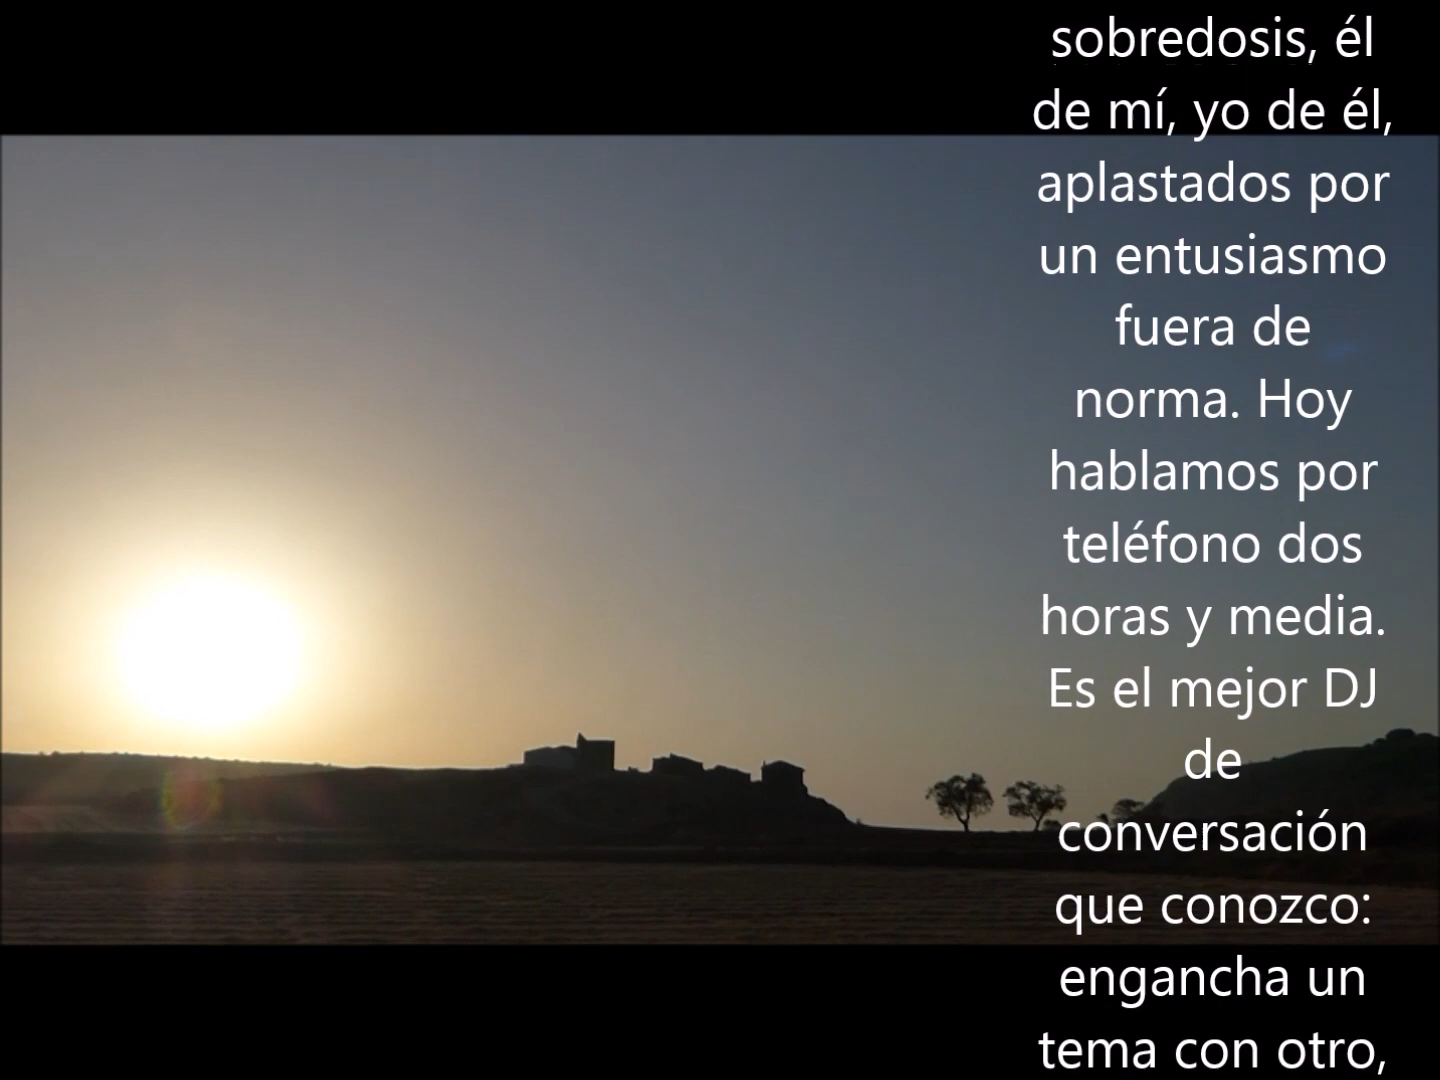 sobredosis, él
de mí, yo de él,
aplastados por
un entusiasmo
fuera de
norma. Hoy
hablamos por
teléfono dos
horas y media.
Es el mejor DJ
de
conversación
que conozco:
engancha un
tema con otro,